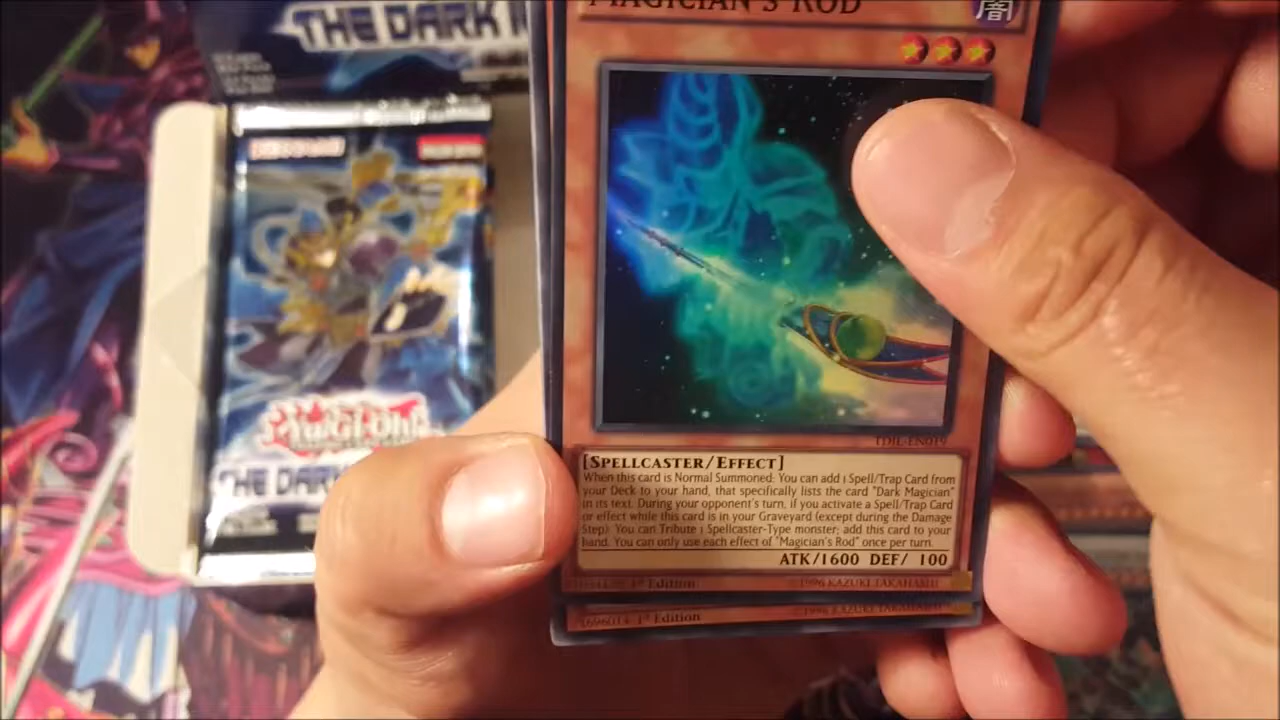 THE DARK
MAGICIAN'S ROD
闇
Yu-Gi-Oh!
THE DARK
TDIL-EN019
[SPELLCASTER/EFFECT]
When this card is Normal Summoned: You can add 1 Spell/Trap Card from
your Deck to your hand, that specifically lists the card "Dark Magician"
in its text. During your opponent's turn, if you activate a Spell/Trap Card
or effect while this card is in your Graveyard (except during the Damage
Step): You can Tribute 1 Spellcaster-Type monster; add this card to your
hand. You can only use each effect of "Magician's Rod" once per turn.
ATK/1600 DEF/ 100
1st Edition
©1996 KAZUKI TAKAHASHI
1st Edition
©1996 KAZUKI TAKAHASHI